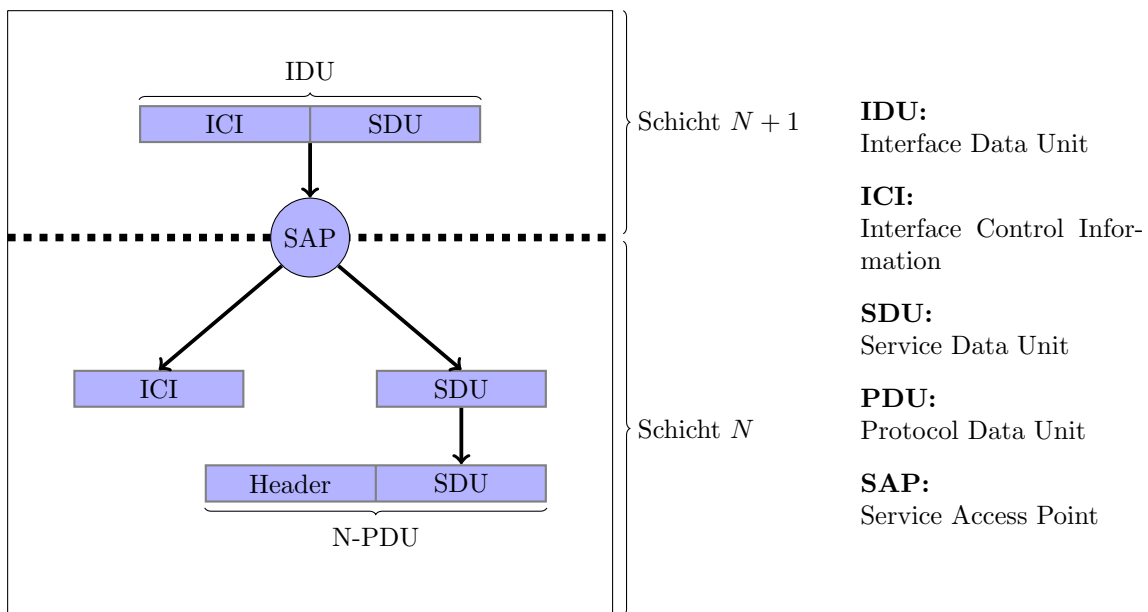 IDU
ICI SDU
SAP
ICI SDU
Header SDU
N-PDU
Schicht N + 1
Schicht N
IDU:
Interface Data Unit
ICI:
Interface Control Infor-
mation
SDU:
Service Data Unit
PDU:
Protocol Data Unit
SAP:
Service Access Point